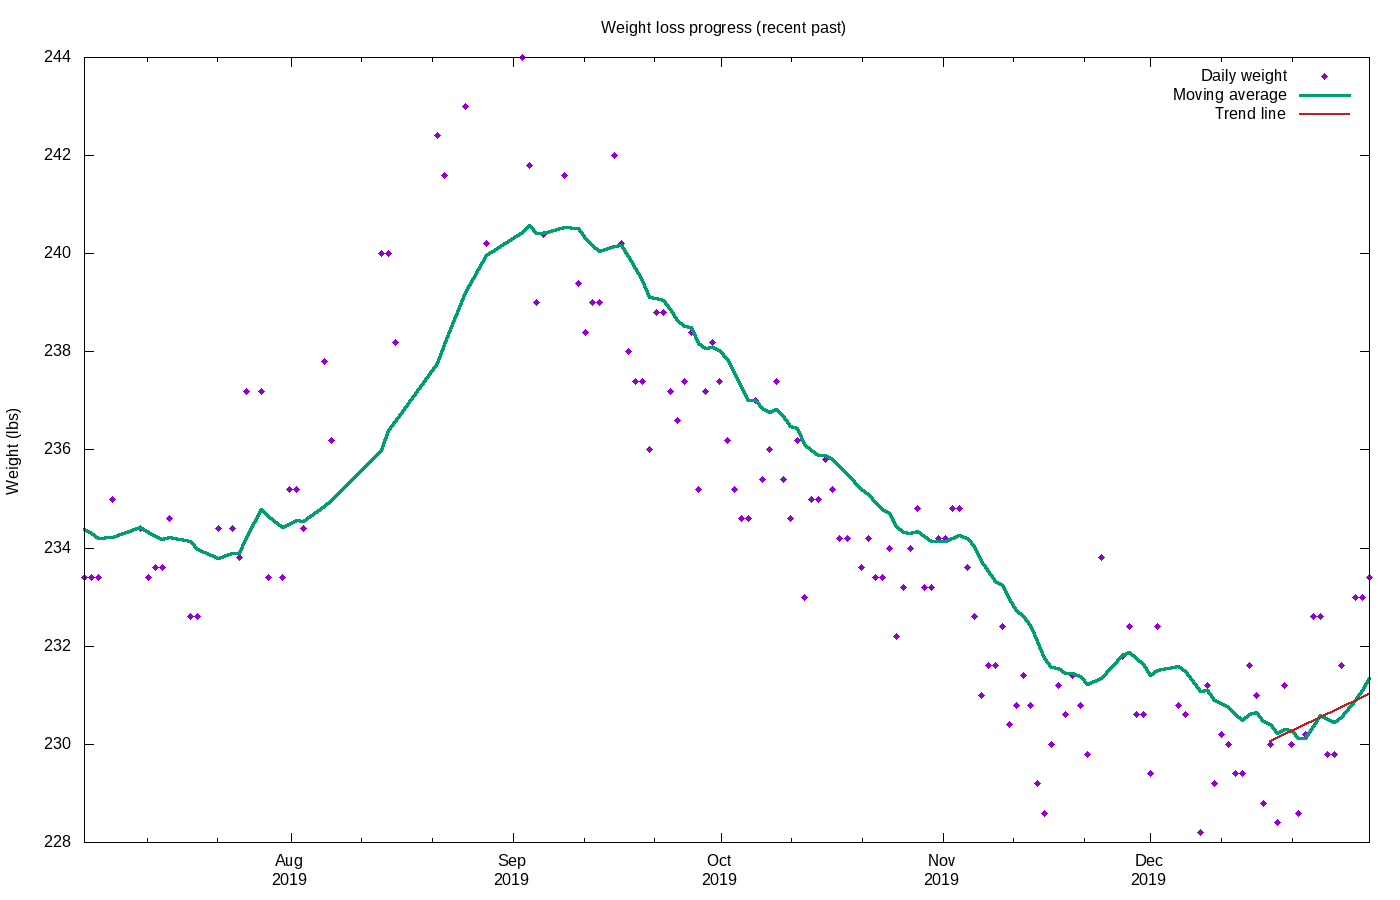 Weight loss progress (recent past)
244
242
240
238
236
234
232
230
228
Weight (lbs)
Daily weight
Moving average
Trend line
Aug
2019
Sep
2019
Oct
2019
Nov
2019
Dec
2019